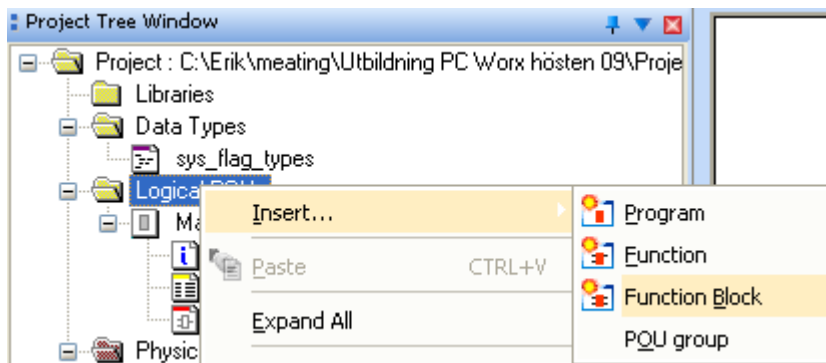 Project Tree Window
Project : C:\Erik\meating\Utbildning PC Worx hösten 09\Proje
Libraries
Data Types
sys_flag_types
Logical
Insert...
Program
Ma
Paste CTRL+V
Function
Function Block
Expand All
POU group
Physic